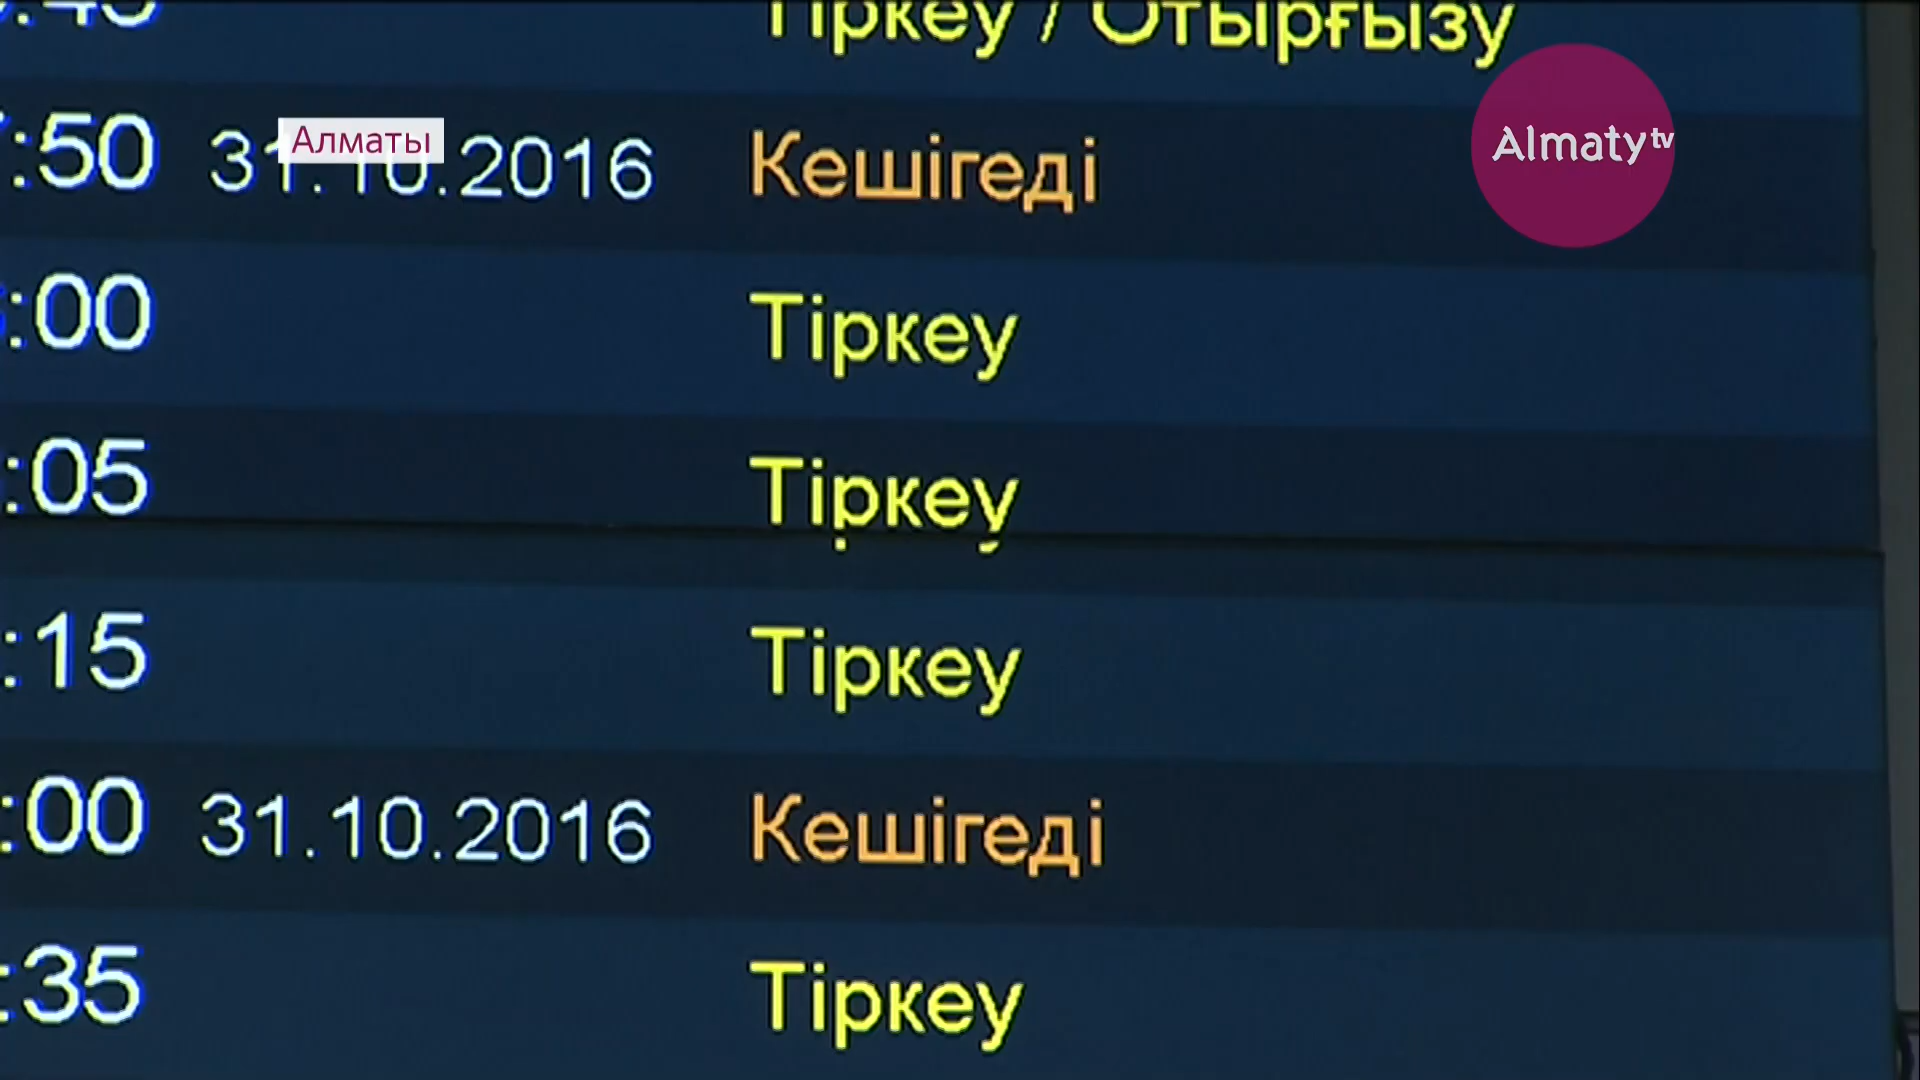 :45 Тіркеу / Отырғызу
Алматы
Almaty tv
:50 31.10.2016 Кешігеді
:00 Тіркеу
:05 Тіркеу
:15 Тіркеу
:00 31.10.2016 Кешігеді
:35 Тіркеу